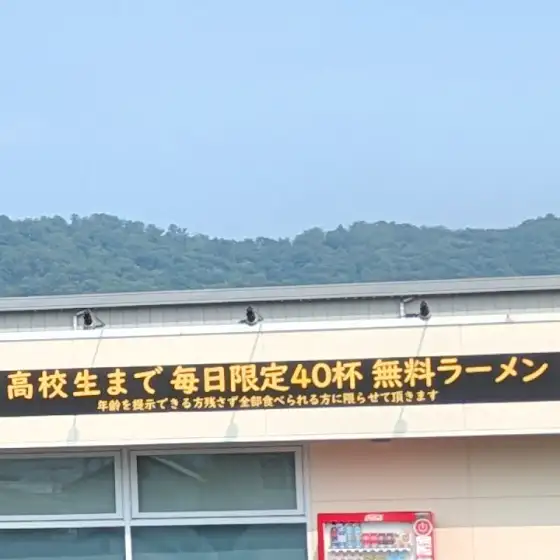 高校生まで 毎日限定40杯 無料ラーメン
年齢を提示できる方残さず全部食べられる方に限らせて頂きます